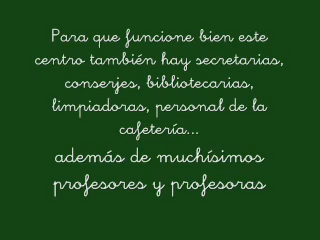 Para que funcione bien este
centro también hay secretarias,
conserjes, bibliotecarias,
limpiadoras, personal de la
cafetería...
además de muchísimos
profesores y profesoras